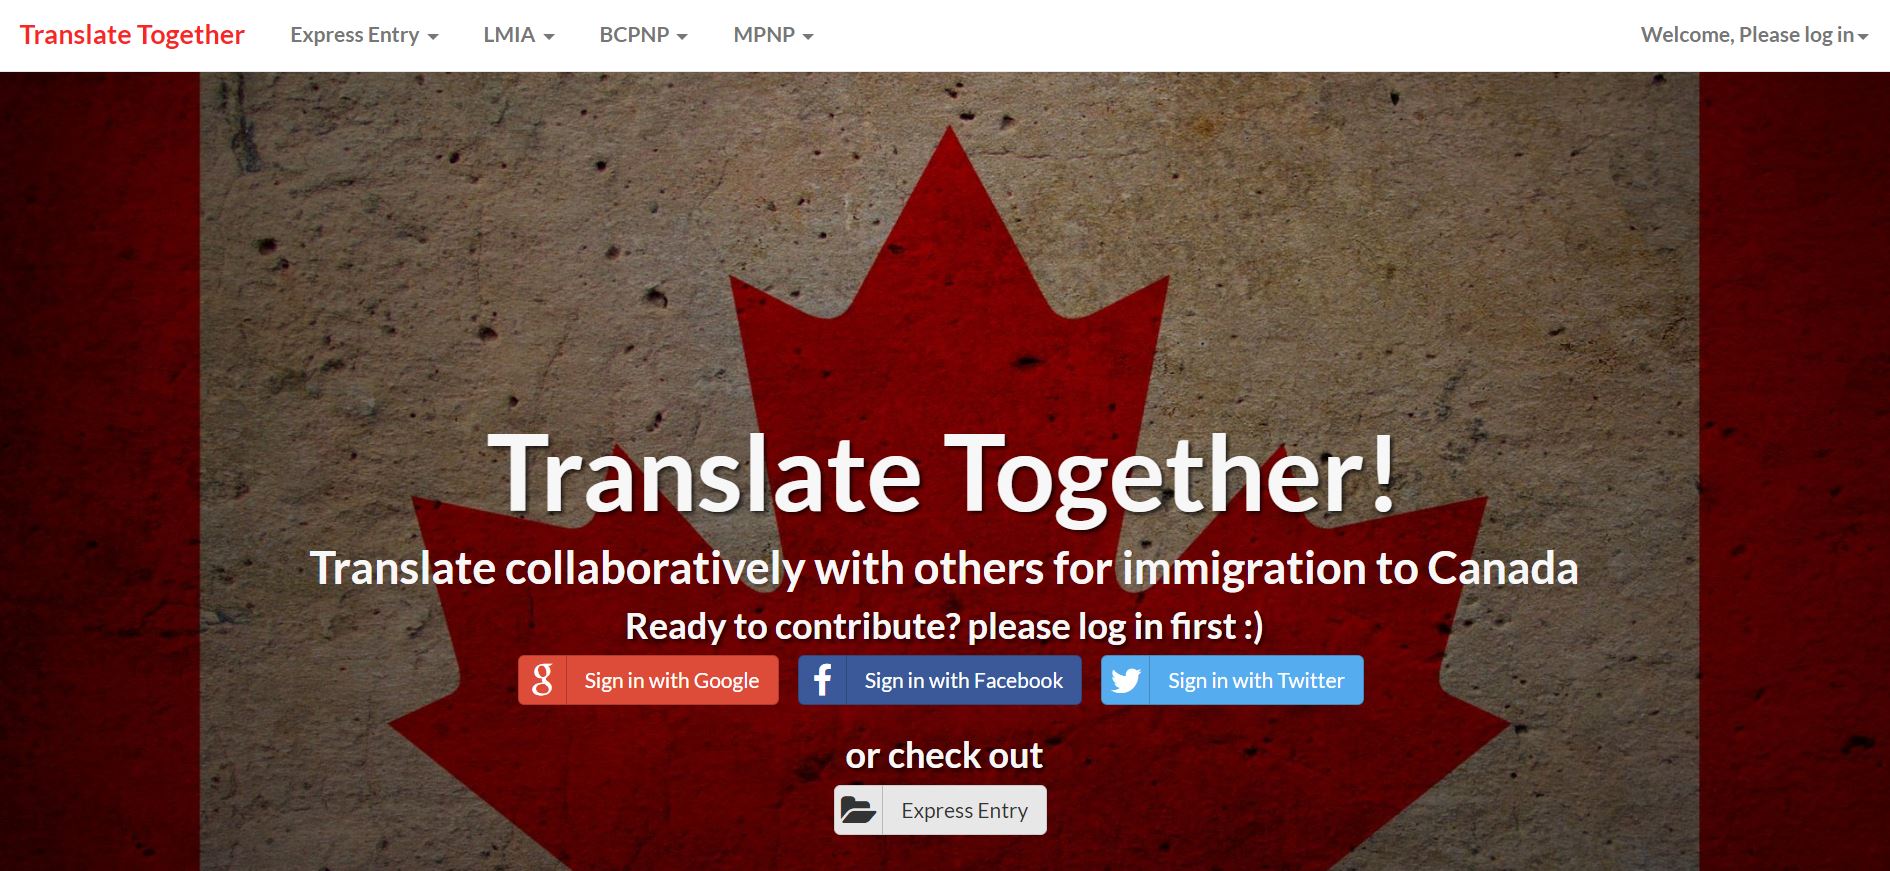 Translate Together Express Entry LMIA BCPNP MPNP Welcome, Please log in
Translate Together!
Translate collaboratively with others for immigration to Canada
Ready to contribute? please log in first :)
g Sign in with Google f Sign in with Facebook Sign in with Twitter
or check out
Express Entry